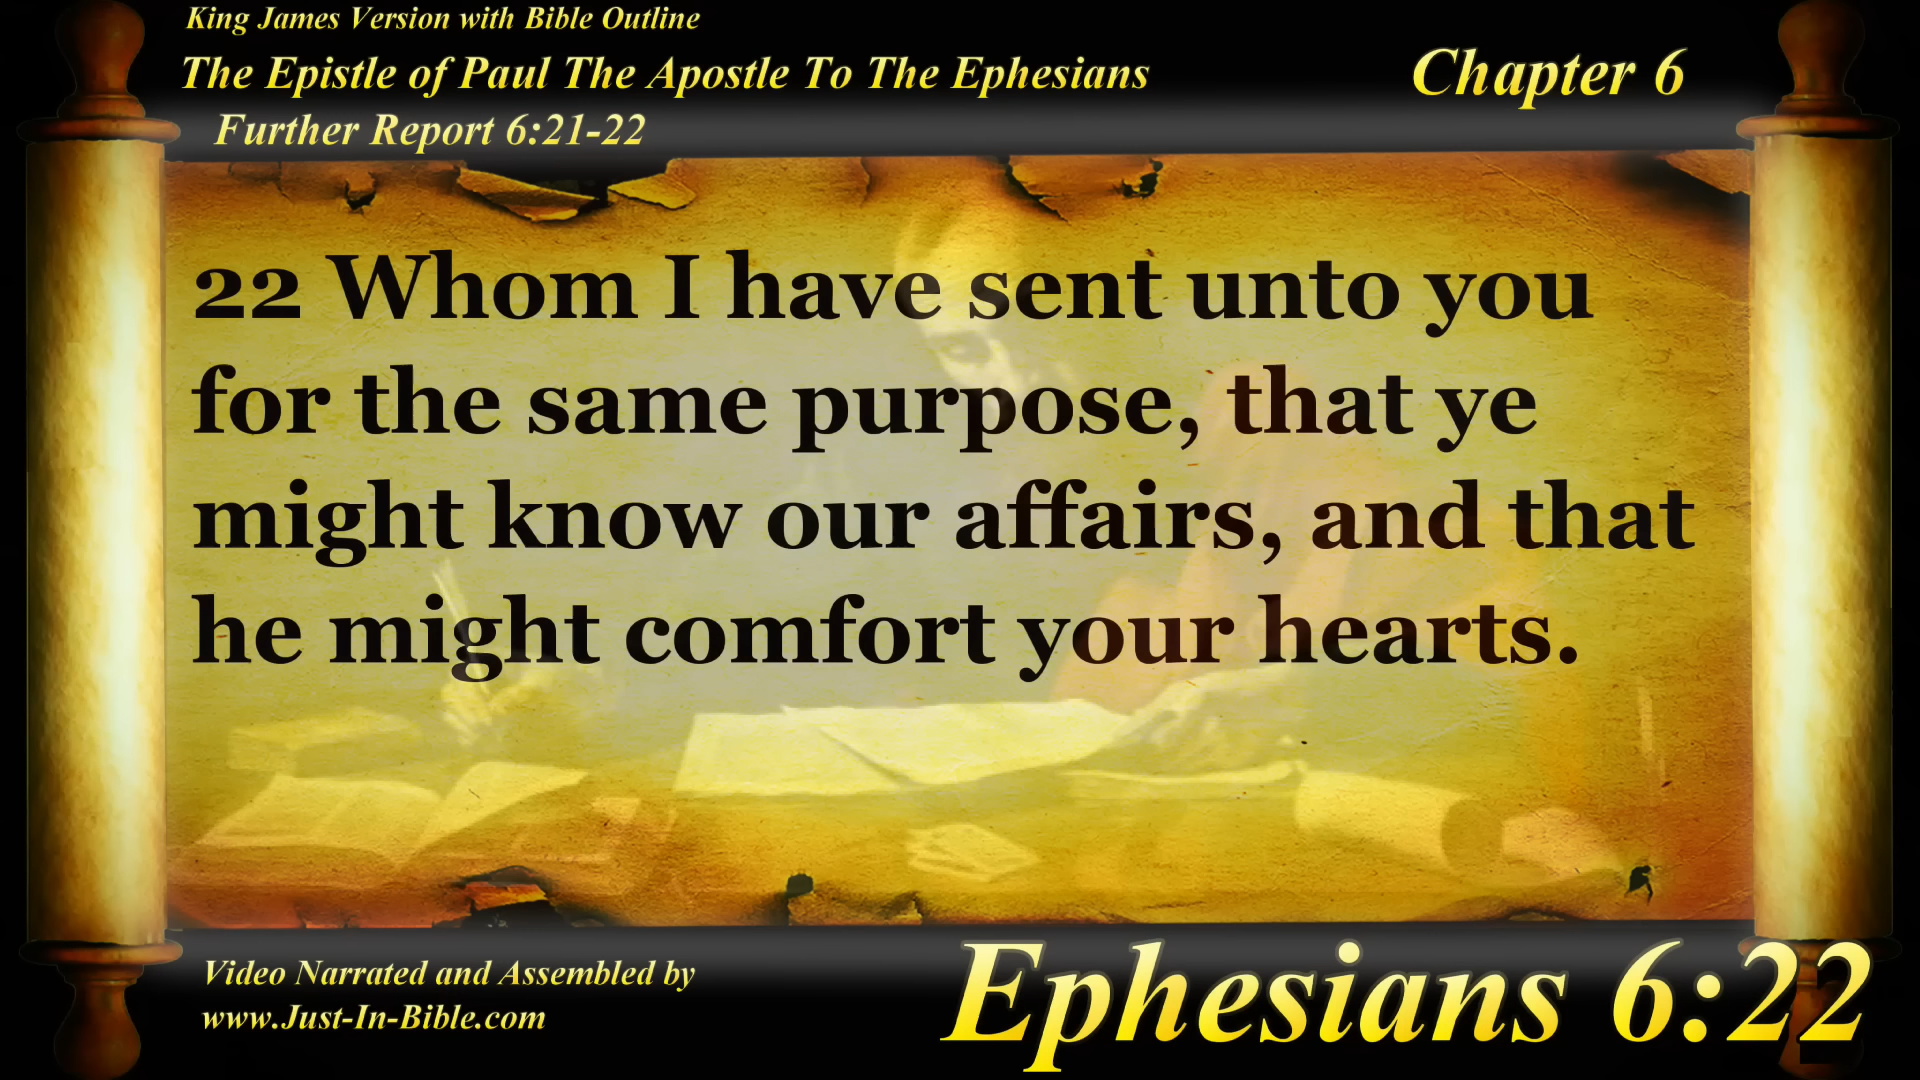 King James Version with Bible Outline
The Epistle of Paul The Apostle To The Ephesians
Chapter 6
Further Report 6:21-22
22 Whom I have sent unto you
for the same purpose, that ye
might know our affairs, and that
he might comfort your hearts.
Video Narrated and Assembled by
www.Just-In-Bible.com
Ephesians 6:22